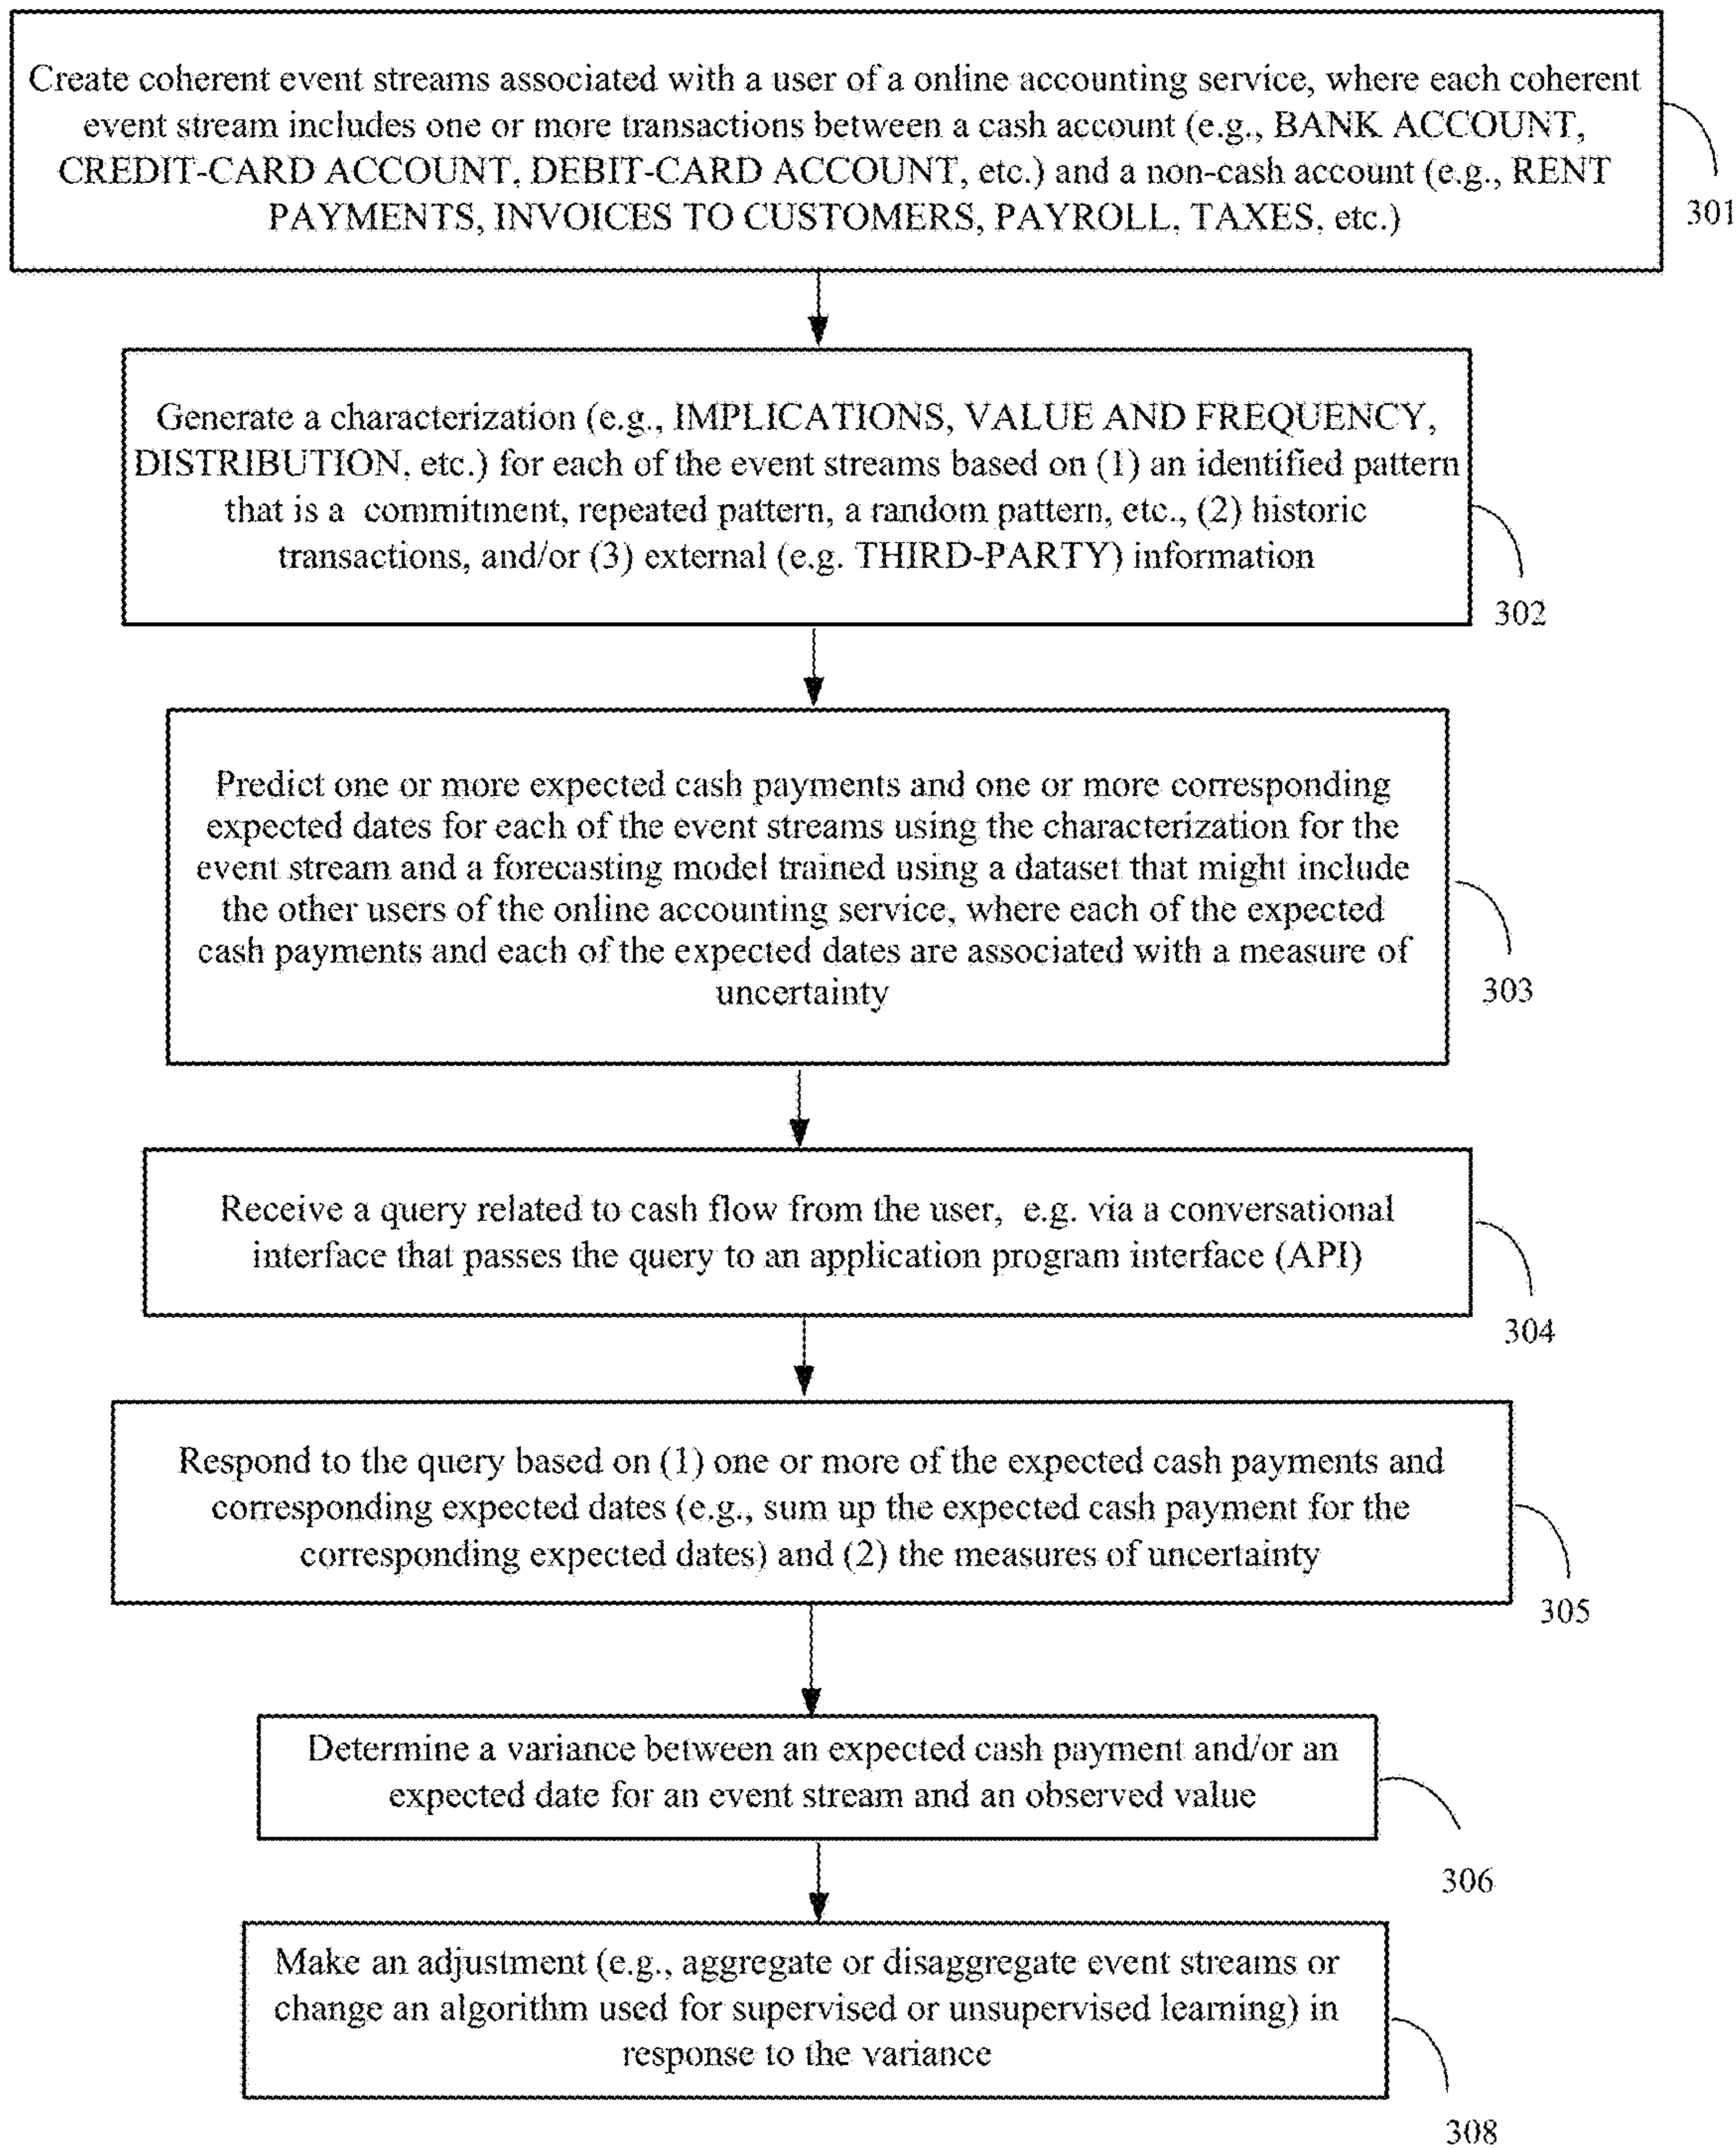 Create coherent event streams associated with a user of a online accounting service, where each coherent
event stream includes one or more transactions between a cash account (e.g., BANK ACCOUNT,
CREDIT-CARD ACCOUNT, DEBIT-CARD ACCOUNT, etc.) and a non-cash account (e.g., RENT
PAYMENTS, INVOICES TO CUSTOMERS, PAYROLL, TAXES, etc.)
301
Generate a characterization (e.g., IMPLICATIONS, VALUE AND FREQUENCY,
DISTRIBUTION, etc.) for each of the event streams based on (1) an identified pattern
that is a commitment, repeated pattern, a random pattern, etc., (2) historic
transactions, and/or (3) external (e.g. THIRD-PARTY) information
302
Predict one or more expected cash payments and one or more corresponding
expected dates for each of the event streams using the characterization for the
event stream and a forecasting model trained using a dataset that might include
the other users of the online accounting service, where each of the expected
cash payments and each of the expected dates are associated with a measure of
uncertainty
303
Receive a query related to cash flow from the user, e.g. via a conversational
interface that passes the query to an application program interface (API)
304
Respond to the query based on (1) one or more of the expected cash payments and
corresponding expected dates (e.g., sum up the expected cash payment for the
corresponding expected dates) and (2) the measures of uncertainty
305
Determine a variance between an expected cash payment and/or an
expected date for an event stream and an observed value
306
Make an adjustment (e.g., aggregate or disaggregate event streams or
change an algorithm used for supervised or unsupervised learning) in
response to the variance
308